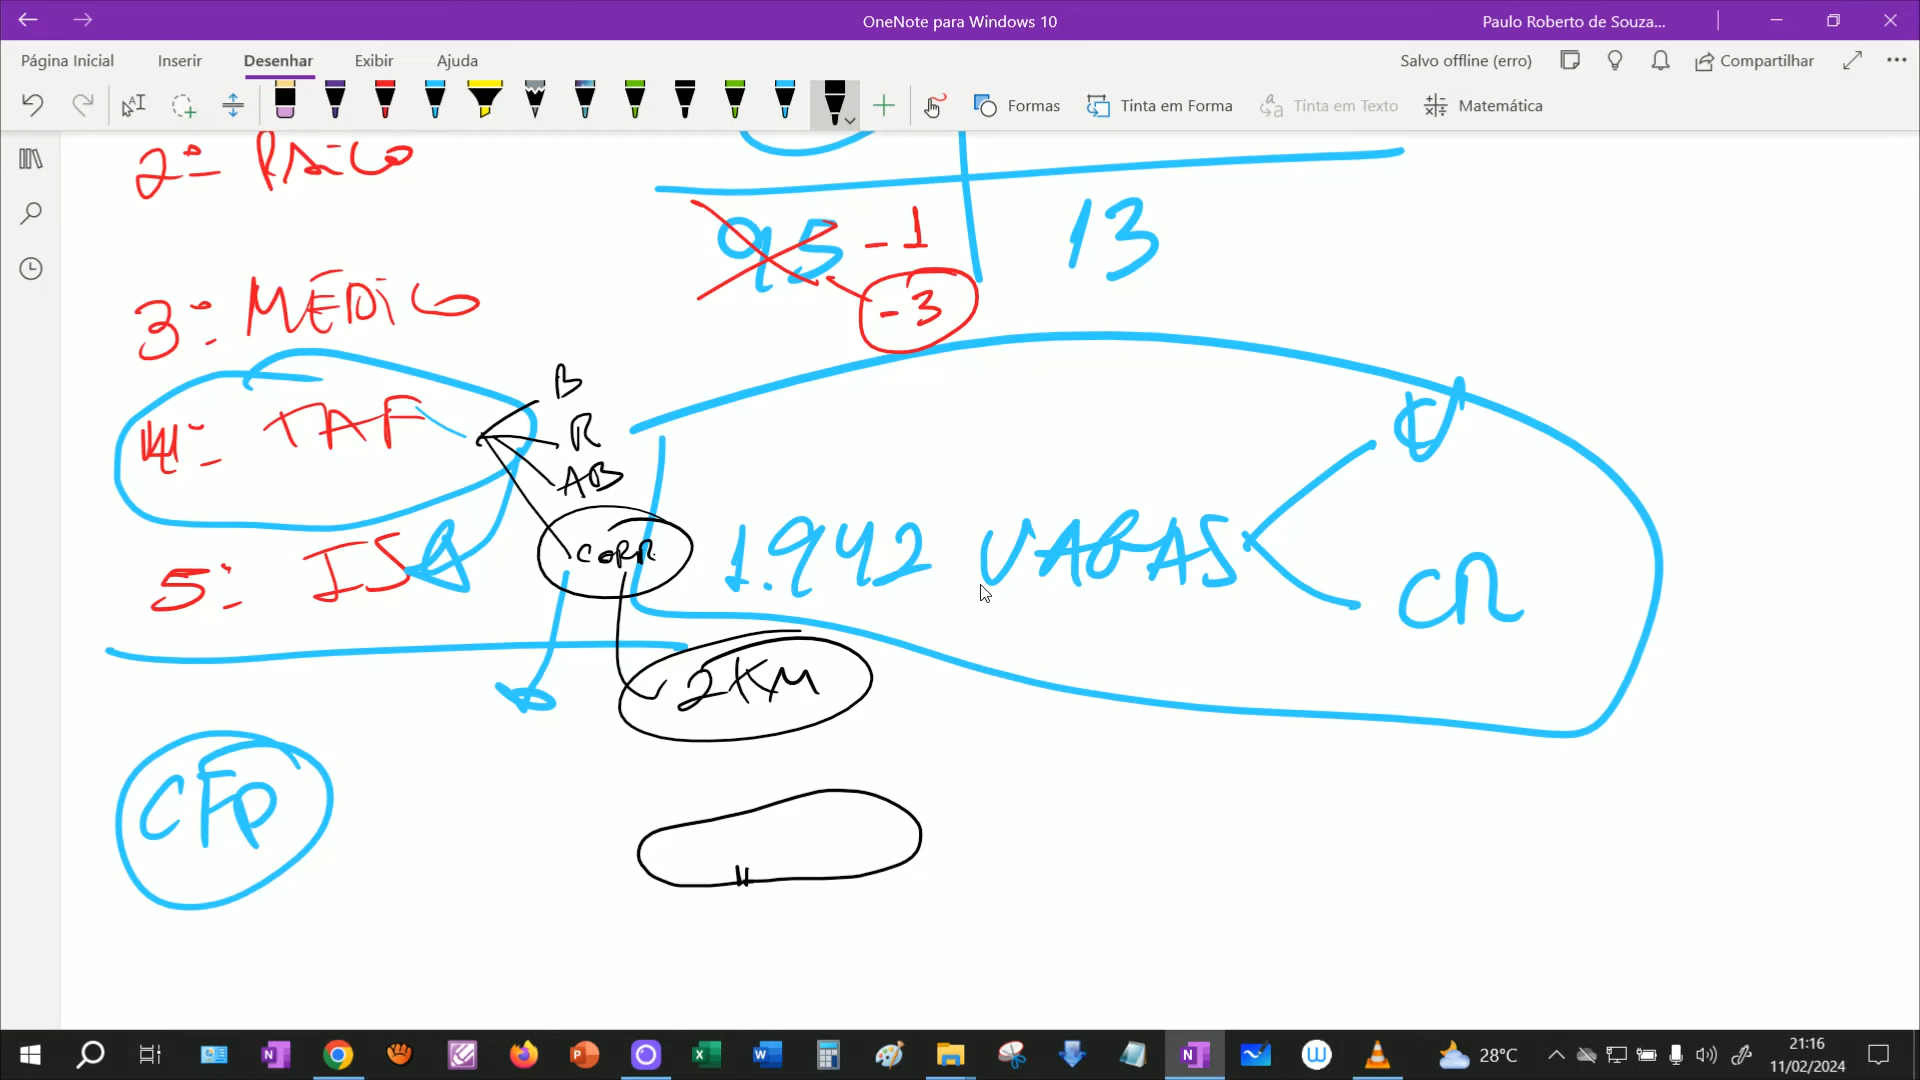 OneNote para Windows 10
Paulo Roberto de Souza...
Página Inicial
Inserir
Desenhar
Exibir
Ajuda
Salvo offline (erro)
Compartilhar
Formas
Tinta em Forma
Tinta em Texto
Matemática
2º PSICO
95 -1
13
-3
3º MÉDICO
B
4º TAF
R
AB
5º IS
CORR.
1.942 VAGAS
CR
2KM
CFP
28°C
21:16
11/02/2024